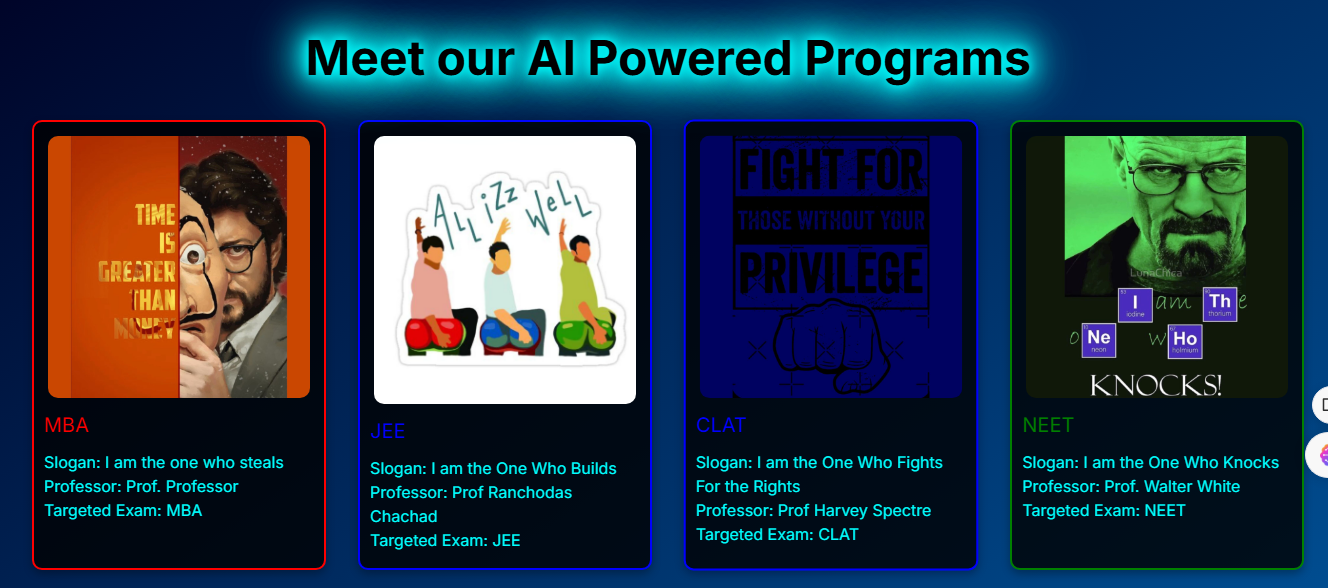 Meet our AI Powered Programs
TIME
IS
GREATER
THAN
MONEY
MBA
Slogan: I am the one who steals
Professor: Prof. Professor
Targeted Exam: MBA
ALL iZZ WELL
JEE
Slogan: I am the One Who Builds
Professor: Prof Ranchodas
Chachad
Targeted Exam: JEE
FIGHT FOR
THOSE WITHOUT YOUR
PRIVILEGE
CLAT
Slogan: I am the One Who Fights
For the Rights
Professor: Prof Harvey Spectre
Targeted Exam: CLAT
LunaChica
I am The
iodine thorium
oNe wHo
neon holmium
KNOCKS!
NEET
Slogan: I am the One Who Knocks
Professor: Prof. Walter White
Targeted Exam: NEET